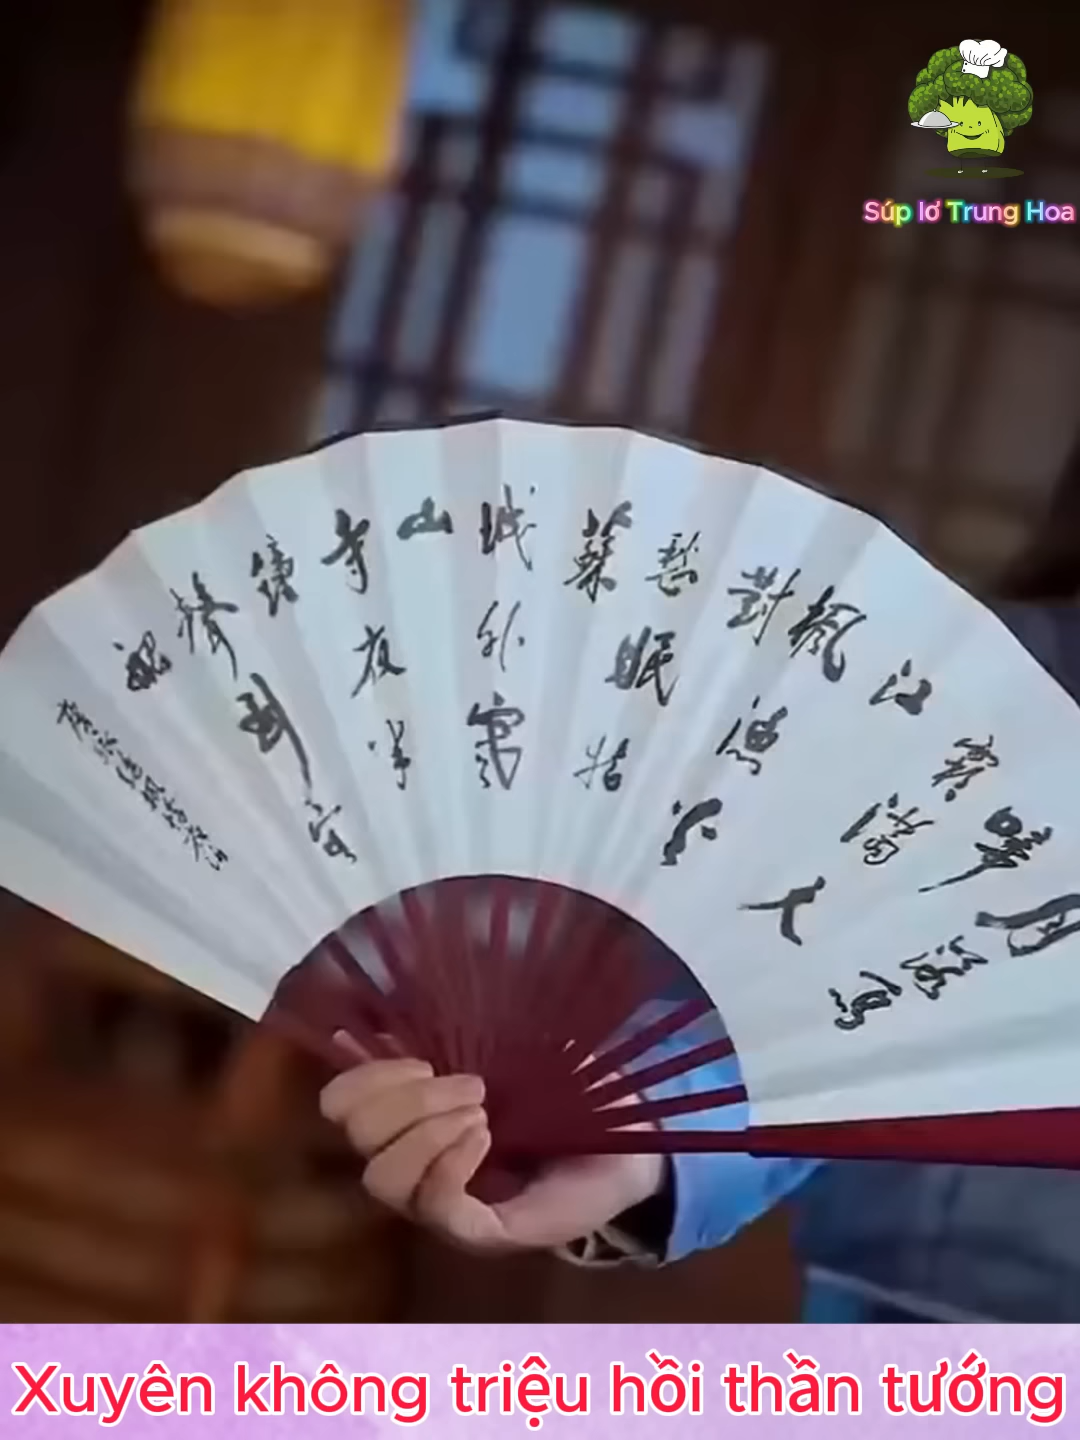 Súp lơ Trung Hoa
月落烏
啼
霜滿天
江
楓漁火
對
愁眠姑
蘇
城外寒
山
寺夜半
鐘
聲到客
船
Xuyên không triệu hồi thần tướng